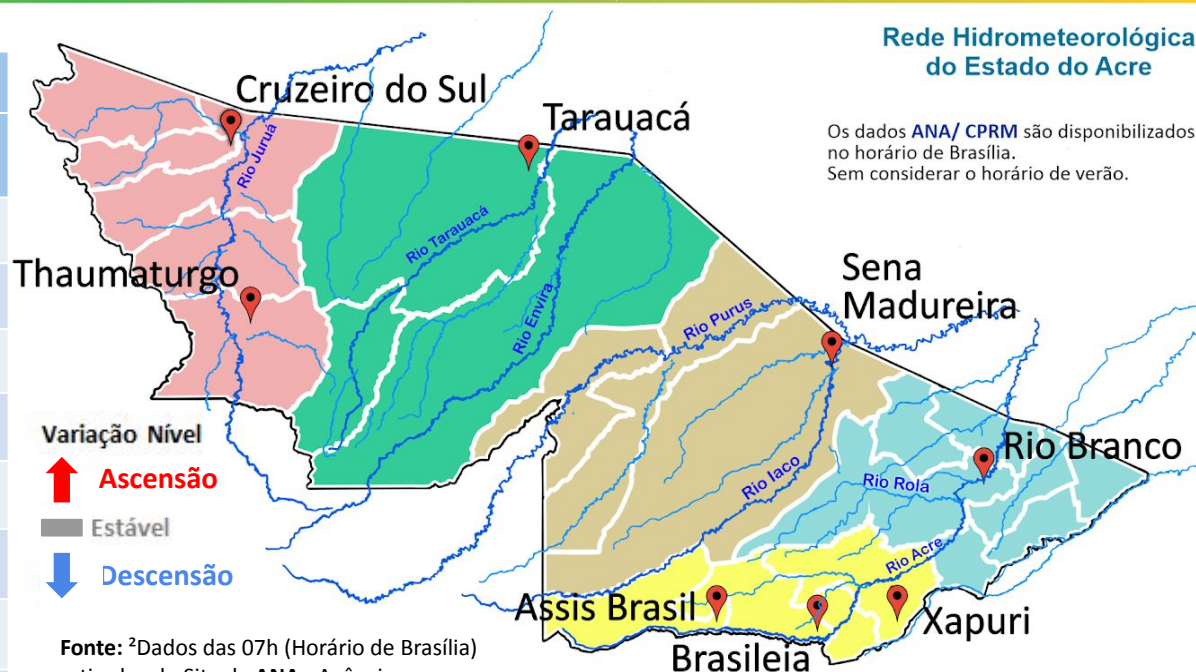 Rede Hidrometeorológica
do Estado do Acre
Os dados ANA/ CPRM são disponibilizados
no horário de Brasília.
Sem considerar o horário de verão.
Cruzeiro do Sul
Tarauacá
Rio Juruá
Rio Tarauacá
Thaumaturgo
Rio Envira
Sena
Madureira
Rio Purus
Variação Nível
Ascensão
Estável
Descensão
Rio Branco
Rio Rola
Rio Iaco
Rio Acre
Assis Brasil
Xapuri
Brasileia
Fonte: ²Dados das 07h (Horário de Brasília)